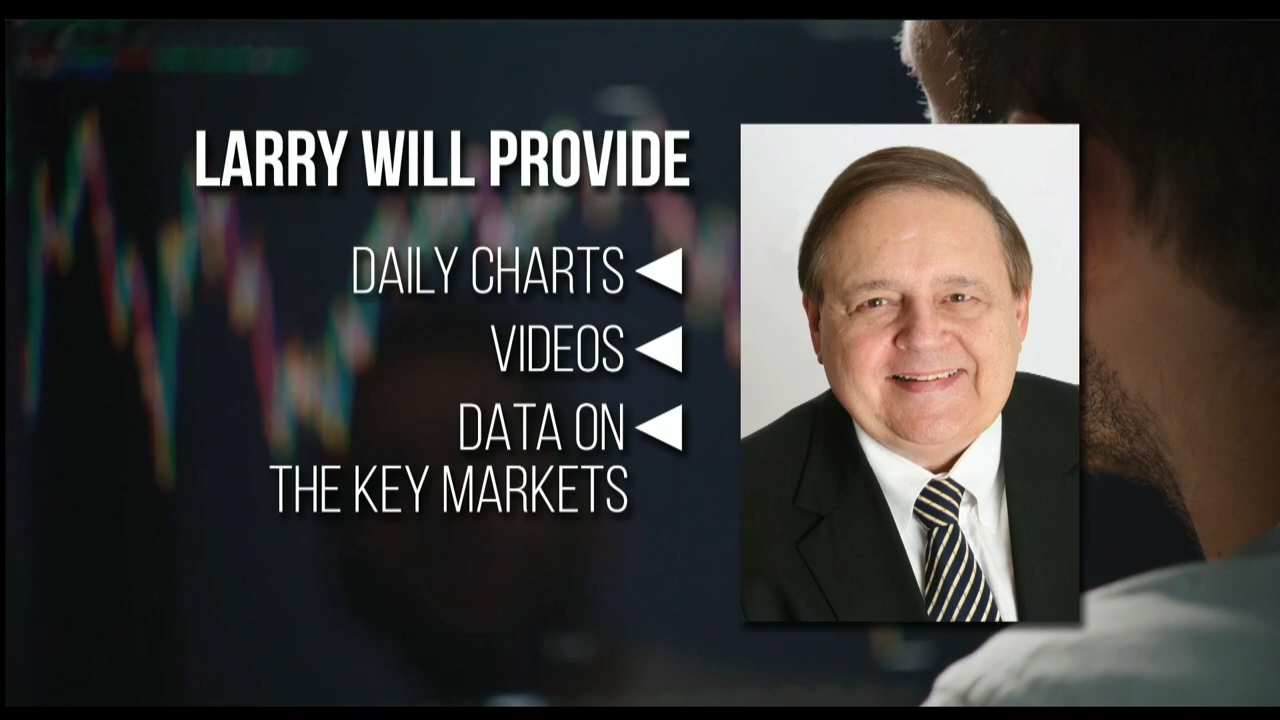 LARRY WILL PROVIDE
DAILY CHARTS
VIDEOS
DATA ON
THE KEY MARKETS